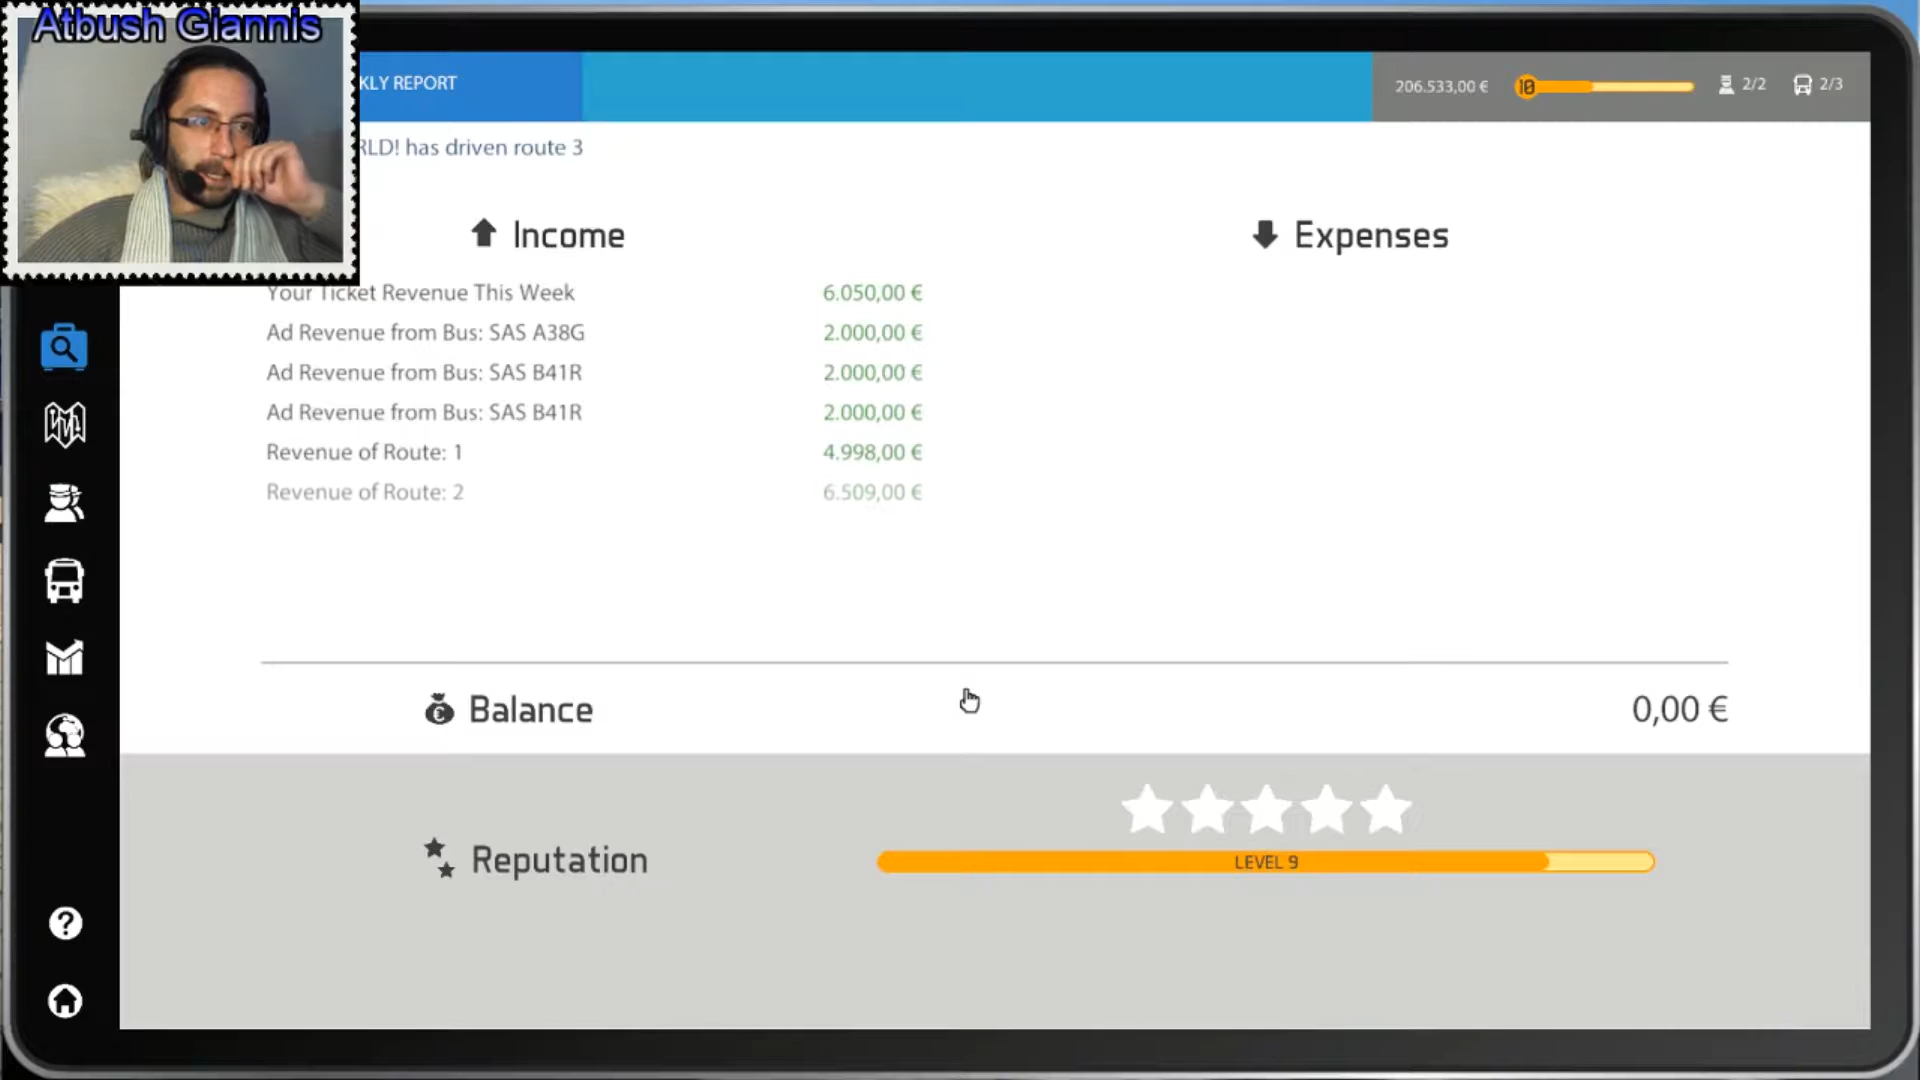 Atbush Giannis
KLY REPORT
206.533,00 €
10
2/2
2/3
RLD! has driven route 3
Income
Expenses
Your Ticket Revenue This Week 6.050,00 €
Ad Revenue from Bus: SAS A38G 2.000,00 €
Ad Revenue from Bus: SAS B41R 2.000,00 €
Ad Revenue from Bus: SAS B41R 2.000,00 €
Revenue of Route: 1 4.998,00 €
Revenue of Route: 2 6.509,00 €
Balance 0,00 €
Reputation
LEVEL 9